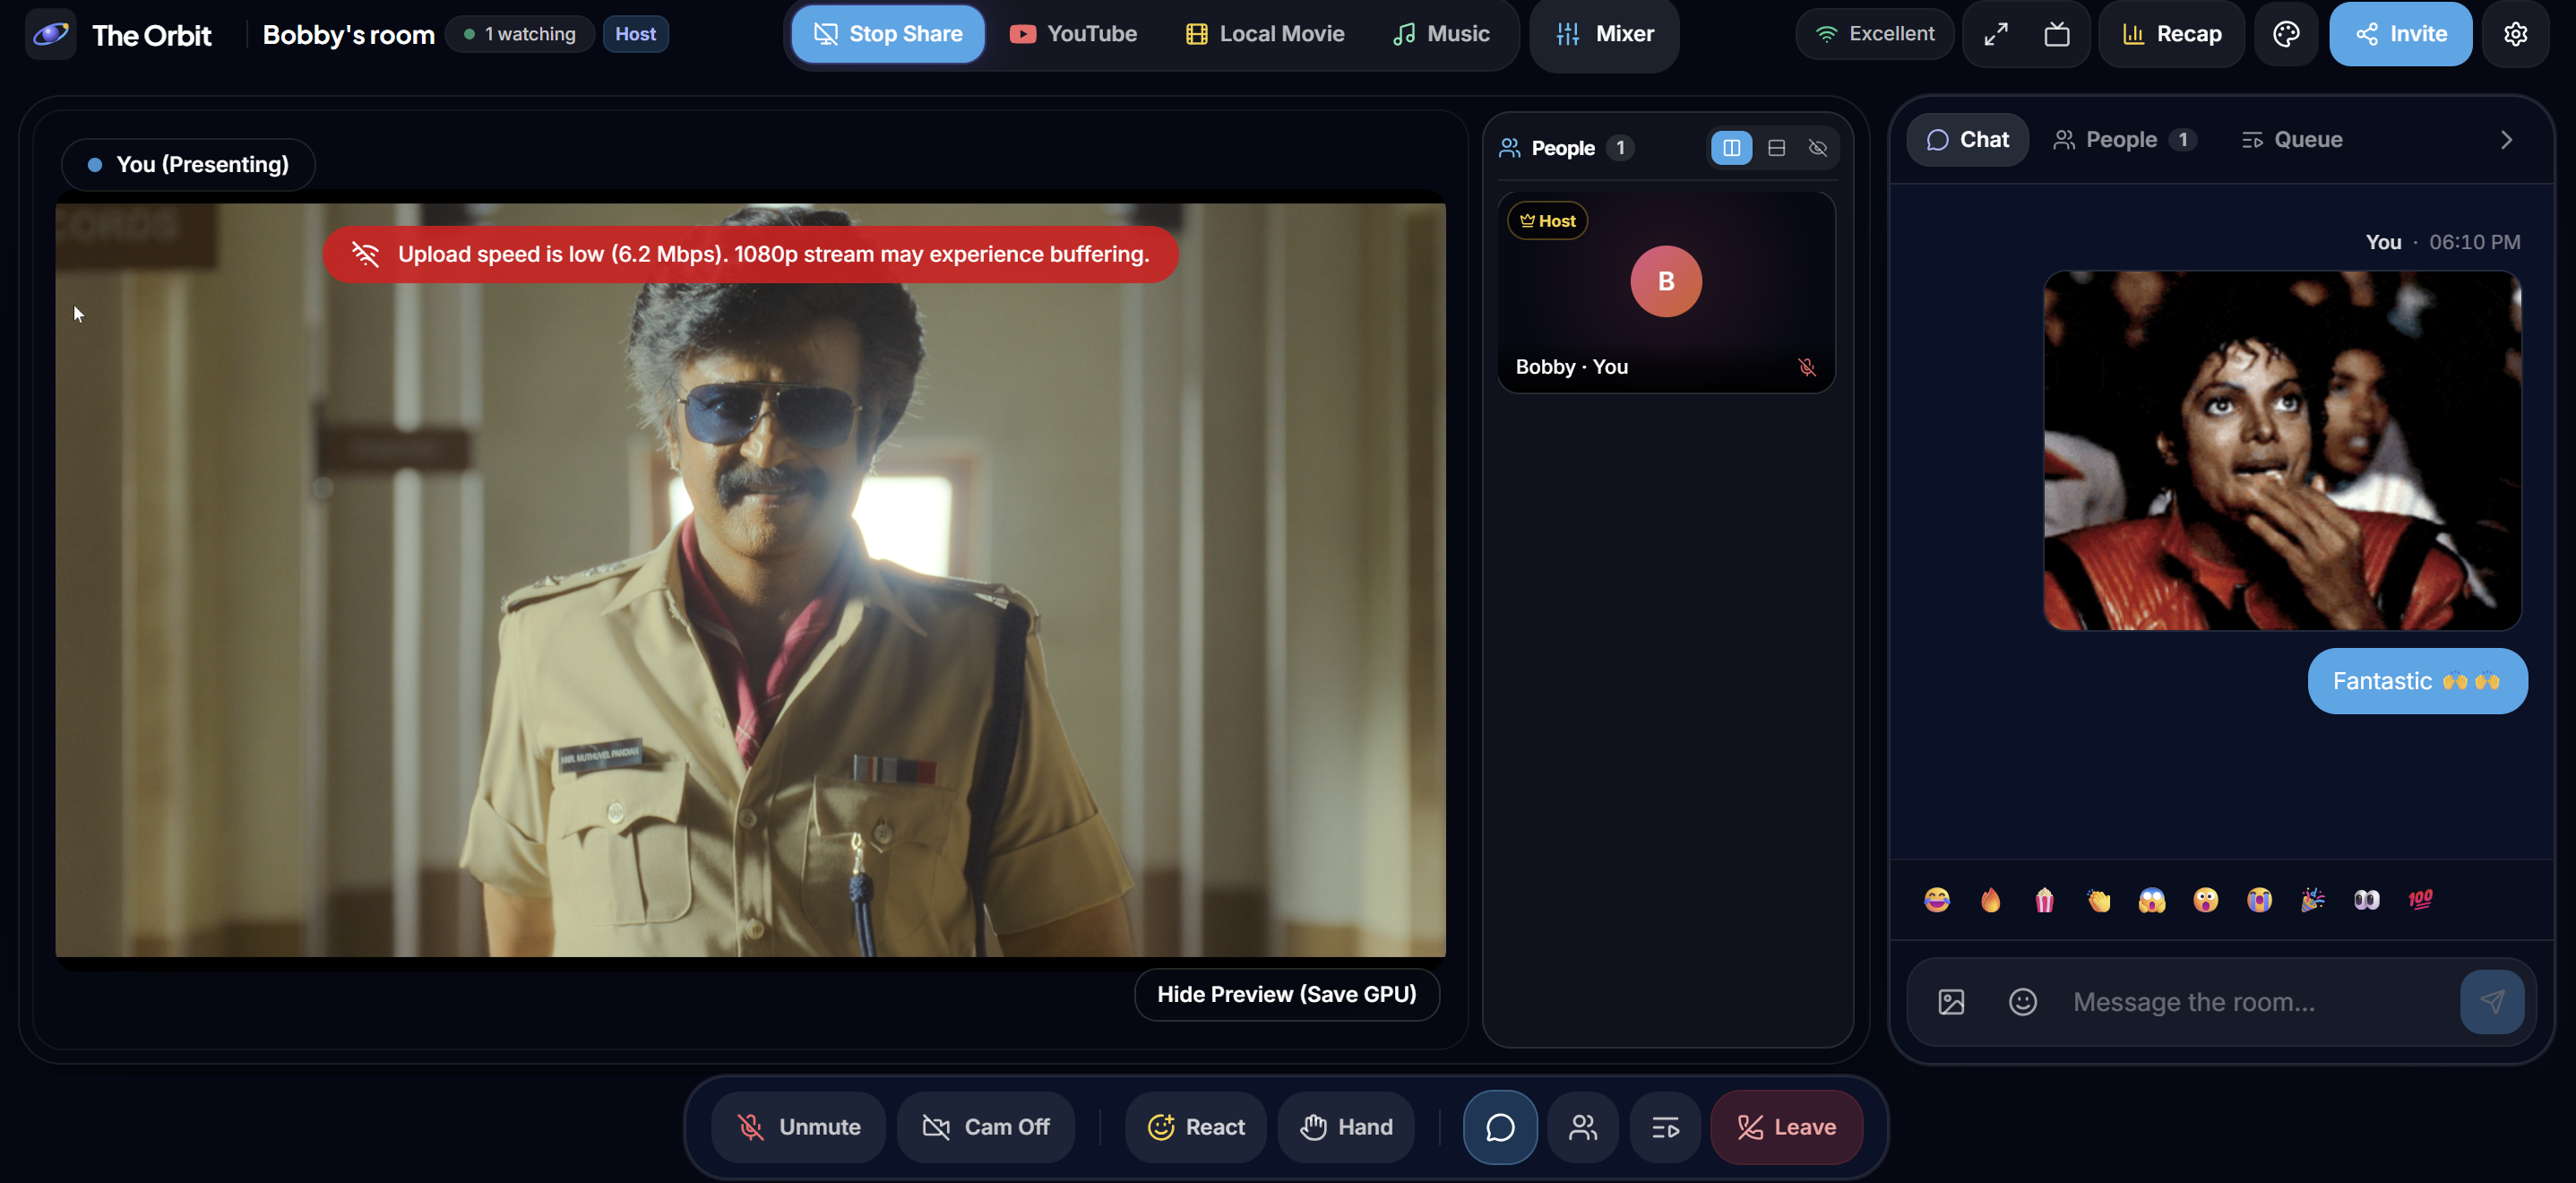 The Orbit
Bobby's room
1 watching
Host
Stop Share
YouTube
Local Movie
Music
Mixer
Excellent
Recap
Invite
You (Presenting)
CORDS
Upload speed is low (6.2 Mbps). 1080p stream may experience buffering.
MUTHUVEL PANDIAN
Hide Preview (Save GPU)
People 1
Host
B
Bobby · You
Chat
People 1
Queue
You · 06:10 PM
Fantastic 🙌🙌
😂 🔥 🍿 👏 😱 😲 😭 🎉 👀 💯
Message the room...
Unmute
Cam Off
React
Hand
Leave